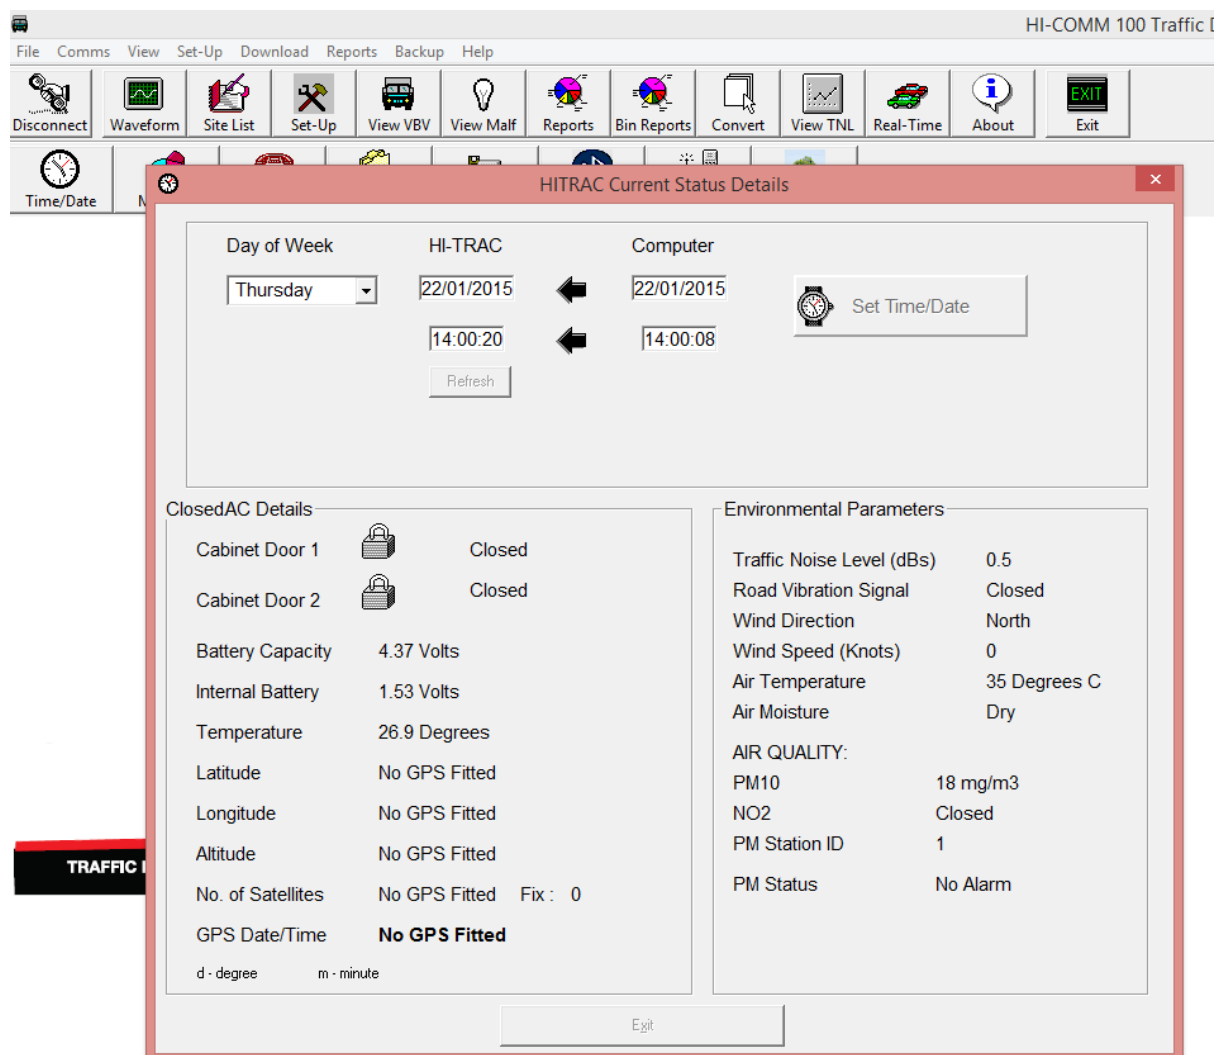 HI-COMM 100 Traffic
File Comms View Set-Up Download Reports Backup Help
Disconnect Waveform Site List Set-Up View VBV View Malf Reports Bin Reports Convert View TNL Real-Time About Exit
EXIT
Time/Date
HITRAC Current Status Details
Day of Week HI-TRAC Computer
Thursday 22/01/2015 22/01/2015 Set Time/Date
14:00:20 14:00:08
Refresh
ClosedAC Details
Cabinet Door 1 Closed
Cabinet Door 2 Closed
Battery Capacity 4.37 Volts
Internal Battery 1.53 Volts
Temperature 26.9 Degrees
Latitude No GPS Fitted
Longitude No GPS Fitted
Altitude No GPS Fitted
No. of Satellites No GPS Fitted Fix : 0
GPS Date/Time No GPS Fitted
d - degree m - minute
Environmental Parameters
Traffic Noise Level (dBs) 0.5
Road Vibration Signal Closed
Wind Direction North
Wind Speed (Knots) 0
Air Temperature 35 Degrees C
Air Moisture Dry
AIR QUALITY:
PM10 18 mg/m3
NO2 Closed
PM Station ID 1
PM Status No Alarm
TRAFFIC
Exit